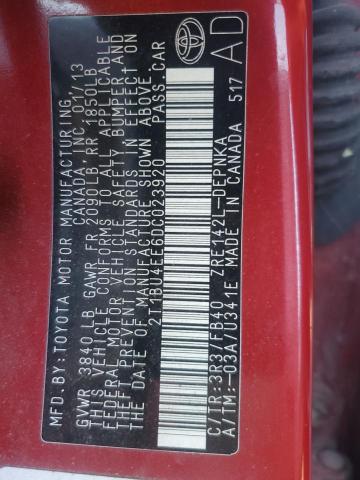 MFD.BY:TOYOTA MOTOR MANUFACTURING
CANADA, INC. 01/13
GVWR 3840LB GAWR FR 2090LB RR 1850LB
THIS VEHICLE CONFORMS TO ALL APPLICABLE
FEDERAL MOTOR VEHICLE SAFETY, BUMPER, AND
THEFT PREVENTION STANDARDS IN EFFECT ON
THE DATE OF MANUFACTURE SHOWN ABOVE.
2T1BU4EE6DC023920 PASS.CAR
C/TR:3R3/FB40 ZRE142L-DEPNKA
A/TM:-03A/U341E MADE IN CANADA 517
TOYOTA
AD